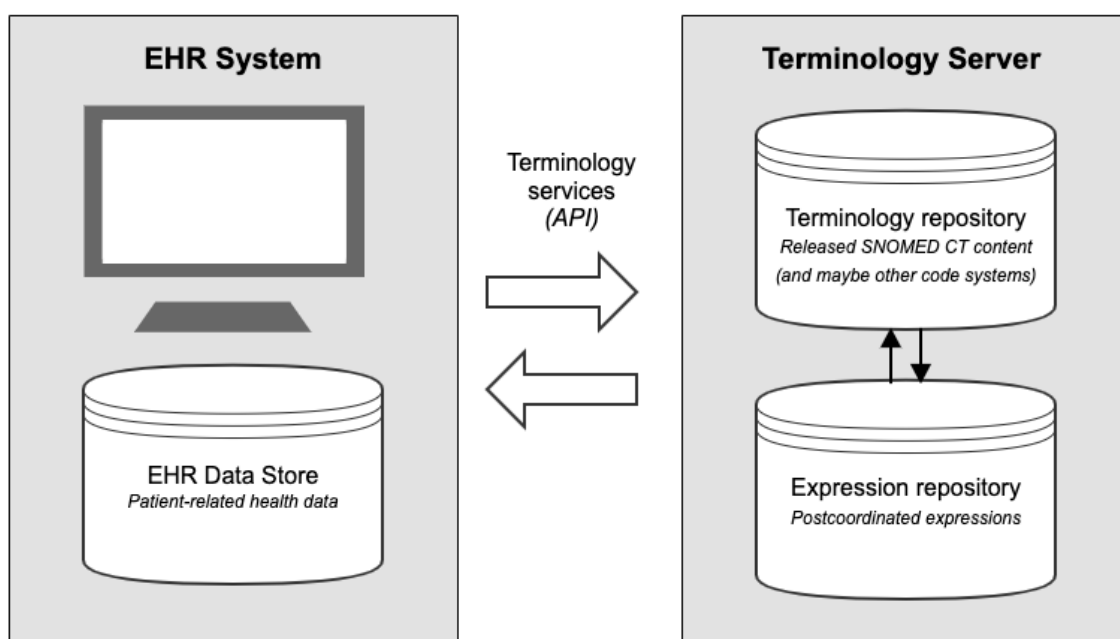 EHR System
EHR Data Store
Patient-related health data
Terminology
services
(API)
Terminology Server
Terminology repository
Released SNOMED CT content
(and maybe other code systems)
Expression repository
Postcoordinated expressions